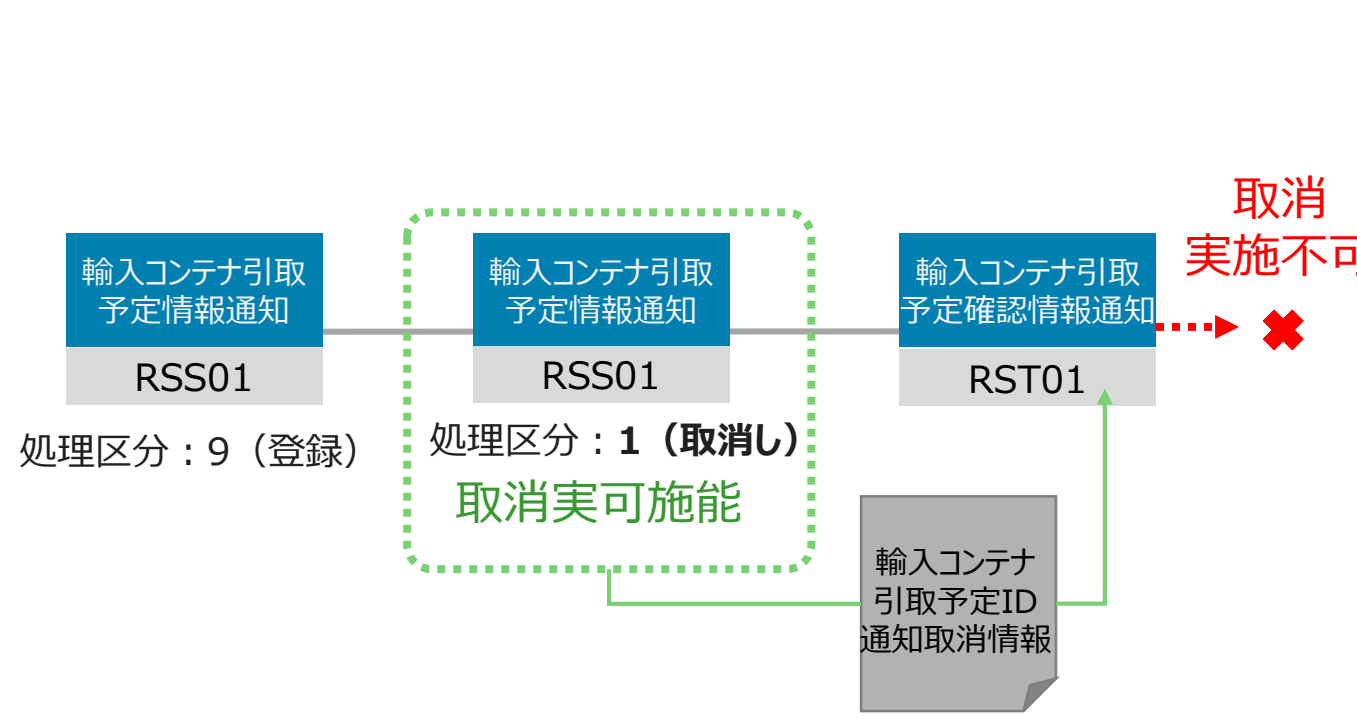 輸入コンテナ引取
予定情報通知
RSS01
処理区分：9（登録）
輸入コンテナ引取
予定情報通知
RSS01
処理区分：1（取消し）
取消実可施能
輸入コンテナ引取
予定確認情報通知
RST01
取消
実施不可
輸入コンテナ
引取予定ID
通知取消情報